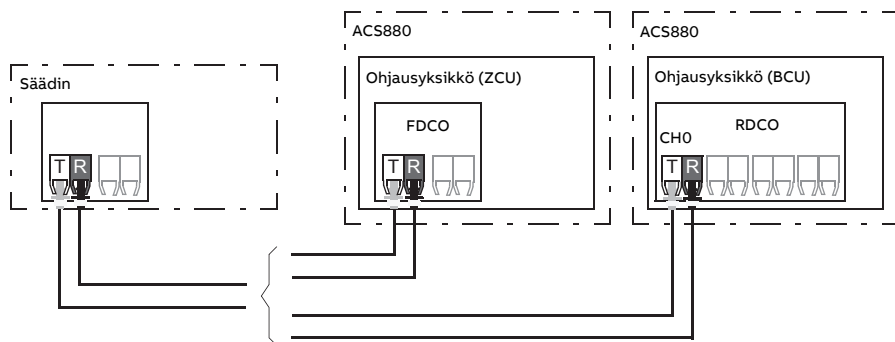 Säädin
T R
ACS880
Ohjausyksikkö (ZCU)
FDCO
T R
ACS880
Ohjausyksikkö (BCU)
RDCO
CH0
T R